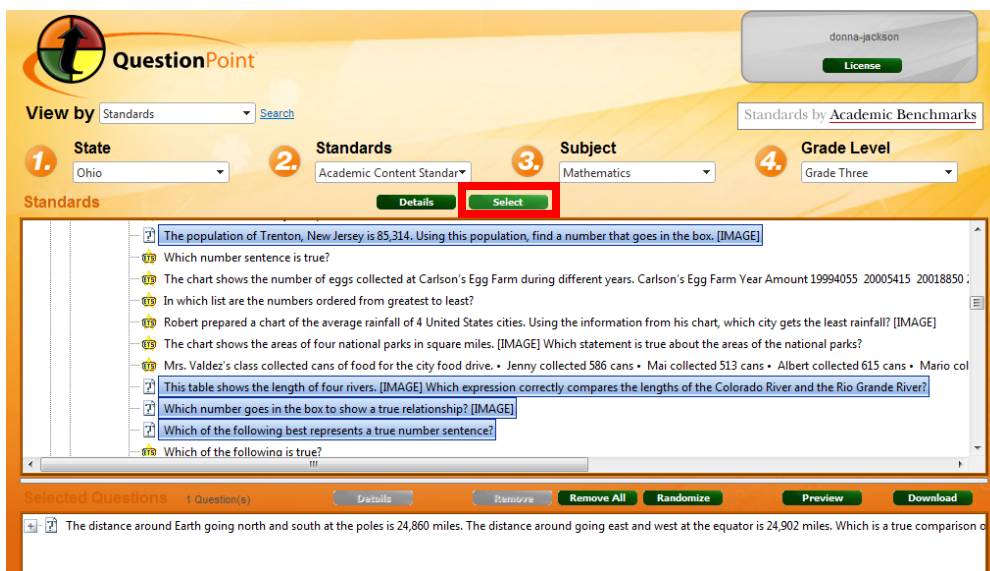 donna-jackson
QuestionPoint
License
View by Standards Search
Standards by Academic Benchmarks
1. State 2. Standards 3. Subject 4. Grade Level
Ohio Academic Content Standar Mathematics Grade Three
Standards Details Select
The population of Trenton, New Jersey is 85,314. Using this population, find a number that goes in the box. [IMAGE]
ETS Which number sentence is true?
ETS The chart shows the number of eggs collected at Carlson's Egg Farm during different years. Carlson's Egg Farm Year Amount 19994055 20005415 20018850
ETS In which list are the numbers ordered from greatest to least?
ETS Robert prepared a chart of the average rainfall of 4 United States cities. Using the information from his chart, which city gets the least rainfall? [IMAGE]
ETS The chart shows the areas of four national parks in square miles. [IMAGE] Which statement is true about the areas of the national parks?
ETS Mrs. Valdez's class collected cans of food for the city food drive. • Jenny collected 586 cans • Mai collected 513 cans • Albert collected 615 cans • Mario col
? This table shows the length of four rivers. [IMAGE] Which expression correctly compares the lengths of the Colorado River and the Rio Grande River?
? Which number goes in the box to show a true relationship? [IMAGE]
? Which of the following best represents a true number sentence?
ETS Which of the following is true?
Selected Questions 1 Question(s) Details Remove Remove All Randomize Preview Download
? The distance around Earth going north and south at the poles is 24,860 miles. The distance around going east and west at the equator is 24,902 miles. Which is a true comparison o